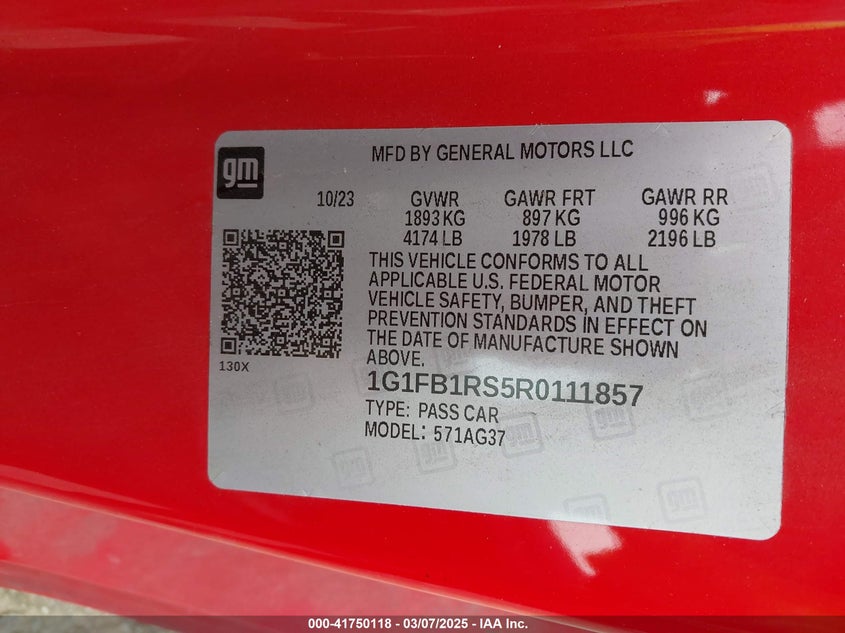 gm
MFD BY GENERAL MOTORS LLC
10/23 GVWR GAWR FRT GAWR RR
1893 KG 897 KG 996 KG
4174 LB 1978 LB 2196 LB
THIS VEHICLE CONFORMS TO ALL
APPLICABLE U.S. FEDERAL MOTOR
VEHICLE SAFETY, BUMPER, AND THEFT
PREVENTION STANDARDS IN EFFECT ON
THE DATE OF MANUFACTURE SHOWN
ABOVE.
130X
1G1FB1RS5R0111857
TYPE: PASS CAR
MODEL: 571AG37
000-41750118 - 03/07/2025 - IAA, Inc.